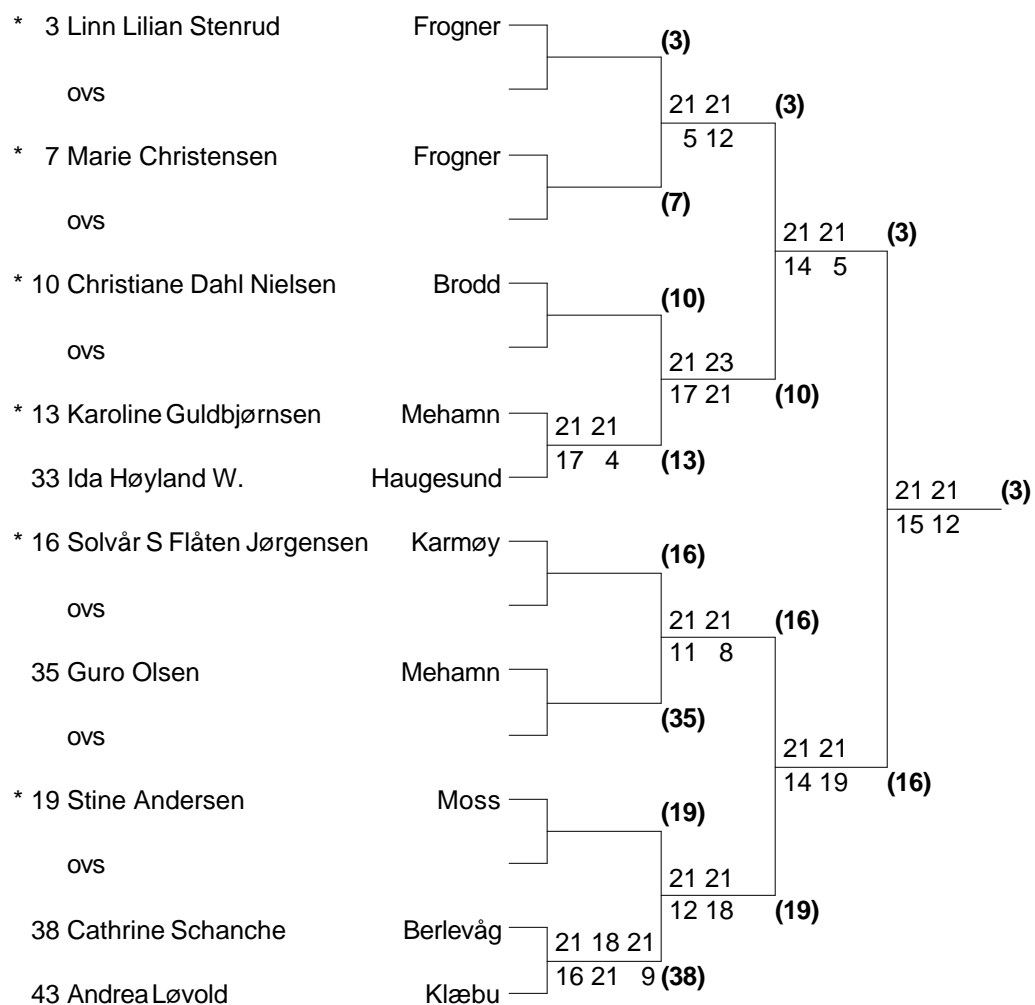 * 3 Linn Lilian Stenrud Frogner
(3)
ovs
21 21 (3)
5 12
* 7 Marie Christensen Frogner
(7)
ovs
21 21 (3)
14 5
* 10 Christiane Dahl Nielsen Brodd
(10)
ovs
21 23
17 21 (10)
* 13 Karoline Guldbjørnsen Mehamn
21 21
17 4 (13)
33 Ida Høyland W. Haugesund
21 21 (3)
15 12
* 16 Solvår S Flåten Jørgensen Karmøy
(16)
ovs
21 21 (16)
11 8
35 Guro Olsen Mehamn
(35)
ovs
21 21
14 19 (16)
* 19 Stine Andersen Moss
(19)
ovs
21 21
12 18 (19)
38 Cathrine Schanche Berlevåg
21 18 21
16 21 9 (38)
43 Andrea Løvold Klæbu